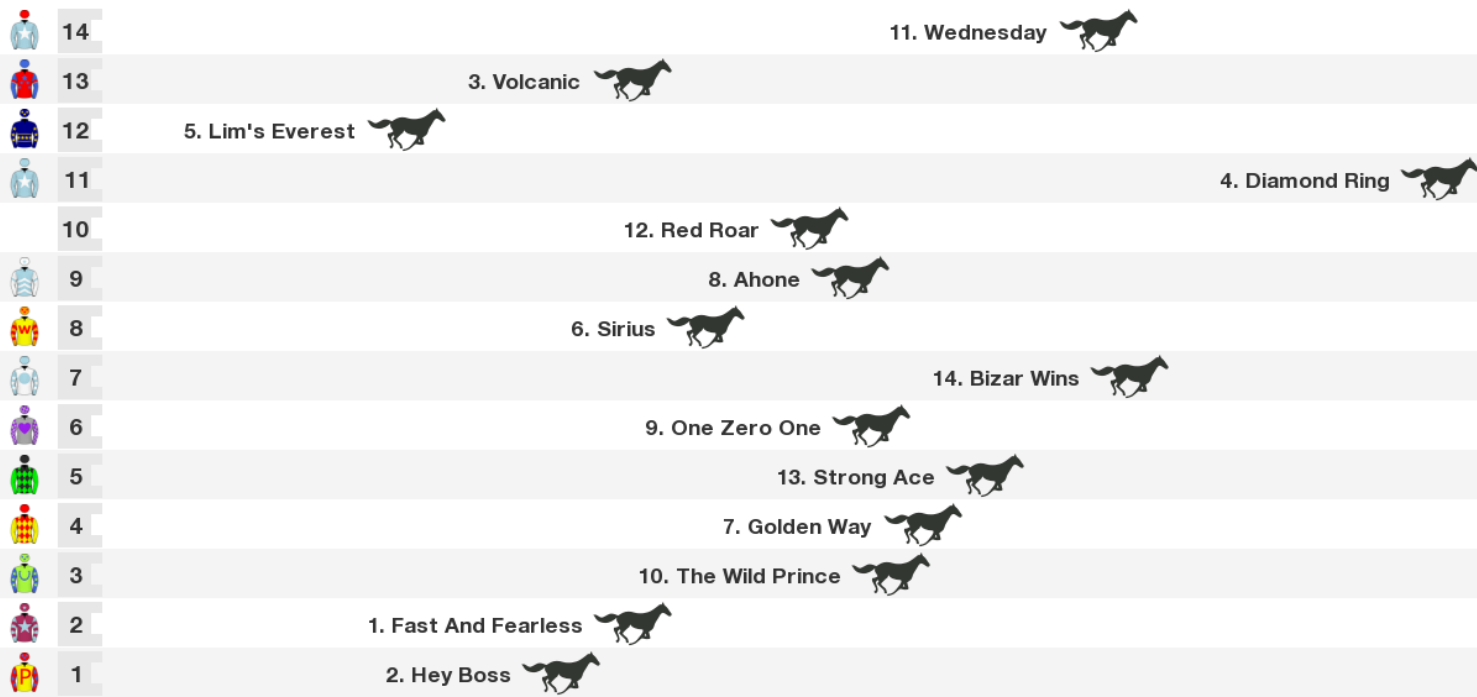 14 11. Wednesday
13 3. Volcanic
12 5. Lim's Everest
11 4. Diamond Ring
10 12. Red Roar
9 8. Ahone
W 8 6. Sirius
7 14. Bizar Wins
6 9. One Zero One
5 13. Strong Ace
4 7. Golden Way
3 10. The Wild Prince
2 1. Fast And Fearless
P 1 2. Hey Boss